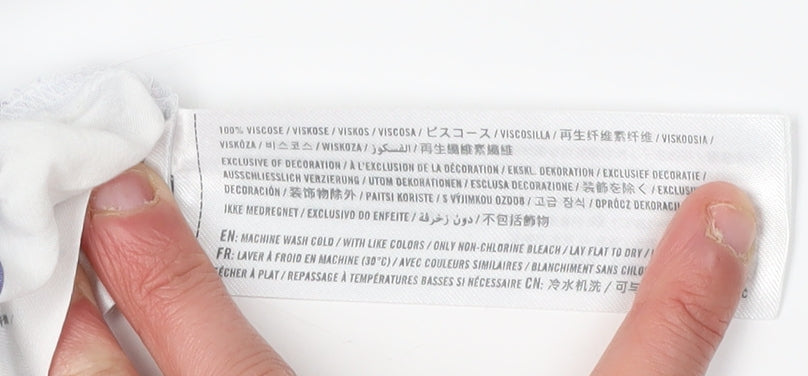 100% VISCOSE / VISKOSE / VISKOS / VISCOSA / ビスコース / VISCOSILLA / 再生纤维素纤维 / VISKOOSIA /
VISKÓZA / 비스코스 / WISKOZA / الفسكوز / 再生纖維素纖維
EXCLUSIVE OF DECORATION / À L'EXCLUSION DE LA DÉCORATION / EKSKL. DEKORATION / EXCLUSIEF DECORATIE /
AUSSCHLIESSLICH VERZIERUNG / UTOM DEKORATIONEN / ESCLUSA DECORAZIONE / 装飾を除く /
DECORACIÓN / 装饰物除外 / PAITSI KORISTE / S VÝJIMKOU OZDOB / 고급 장식 / OPRÓCZ
IKKE MEDREGNET / EXCLUSIVO DO ENFEITE / دون زخرفة / 不包括飾物
EN: MACHINE WASH COLD / WITH LIKE COLORS / ONLY NON-CHLORINE BLEACH / LAY FLAT TO DRY /
FR: LAVER À FROID EN MACHINE (30°C) / AVEC COULEURS SIMILAIRES / BLANCHIMENT SANS
À PLAT / REPASSAGE À TEMPÉRATURES BASSES SI NÉCESSAIRE CN: 冷水机洗 /